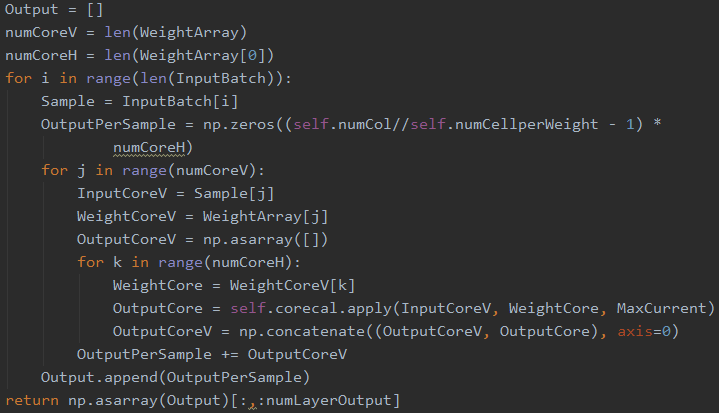 Output = []
numCoreV = len(WeightArray)
numCoreH = len(WeightArray[0])
for i in range(len(InputBatch)):
    Sample = InputBatch[i]
    OutputPerSample = np.zeros((self.numCol//self.numCellperWeight - 1) *
            numCoreH)
    for j in range(numCoreV):
        InputCoreV = Sample[j]
        WeightCoreV = WeightArray[j]
        OutputCoreV = np.asarray([])
        for k in range(numCoreH):
            WeightCore = WeightCoreV[k]
            OutputCore = self.corecal.apply(InputCoreV, WeightCore, MaxCurrent)
            OutputCoreV = np.concatenate((OutputCoreV, OutputCore), axis=0)
        OutputPerSample += OutputCoreV
    Output.append(OutputPerSample)
return np.asarray(Output)[:,:numLayerOutput]